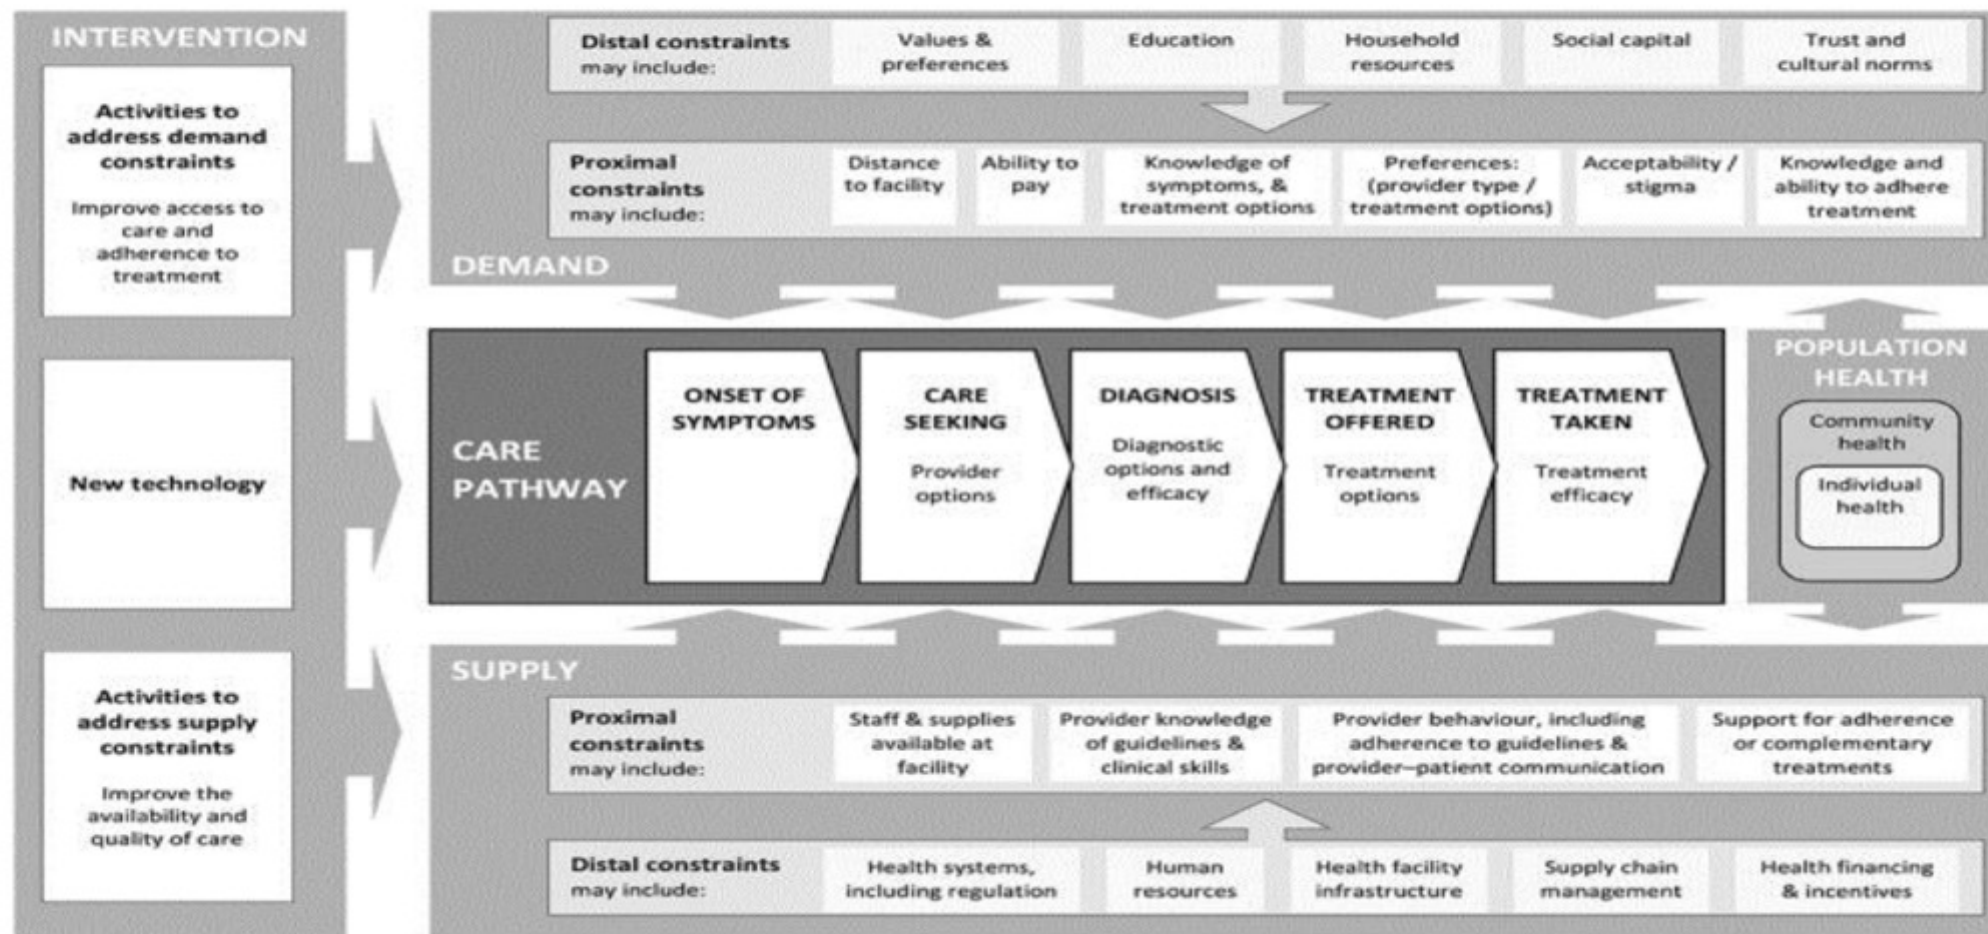 INTERVENTION
Activities to
address demand
constraints
Improve access to
care and
adherence to
treatment
New technology
Activities to
address supply
constraints
Improve the
availability and
quality of care
Distal constraints
may include:
Values &
preferences
Education
Household
resources
Social capital
Trust and
cultural norms
Proximal
constraints
may include:
Distance
to facility
Ability to
pay
Knowledge of
symptoms, &
treatment options
Preferences:
(provider type /
treatment options)
Acceptability /
stigma
Knowledge and
ability to adhere
treatment
DEMAND
CARE
PATHWAY
ONSET OF
SYMPTOMS
CARE
SEEKING
Provider
options
DIAGNOSIS
Diagnostic
options and
efficacy
TREATMENT
OFFERED
Treatment
options
TREATMENT
TAKEN
Treatment
efficacy
POPULATION
HEALTH
Community
health
Individual
health
SUPPLY
Proximal
constraints
may include:
Staff & supplies
available at
facility
Provider knowledge
of guidelines &
clinical skills
Provider behaviour, including
adherence to guidelines &
provider–patient communication
Support for adherence
or complementary
treatments
Distal constraints
may include:
Health systems,
including regulation
Human
resources
Health facility
infrastructure
Supply chain
management
Health financing
& incentives